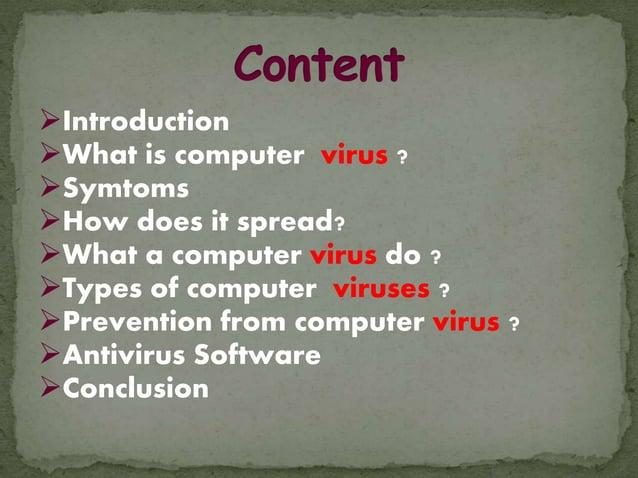 Content
➢Introduction
➢What is computer virus ?
➢Symtoms
➢How does it spread?
➢What a computer virus do ?
➢Types of computer viruses ?
➢Prevention from computer virus ?
➢Antivirus Software
➢Conclusion